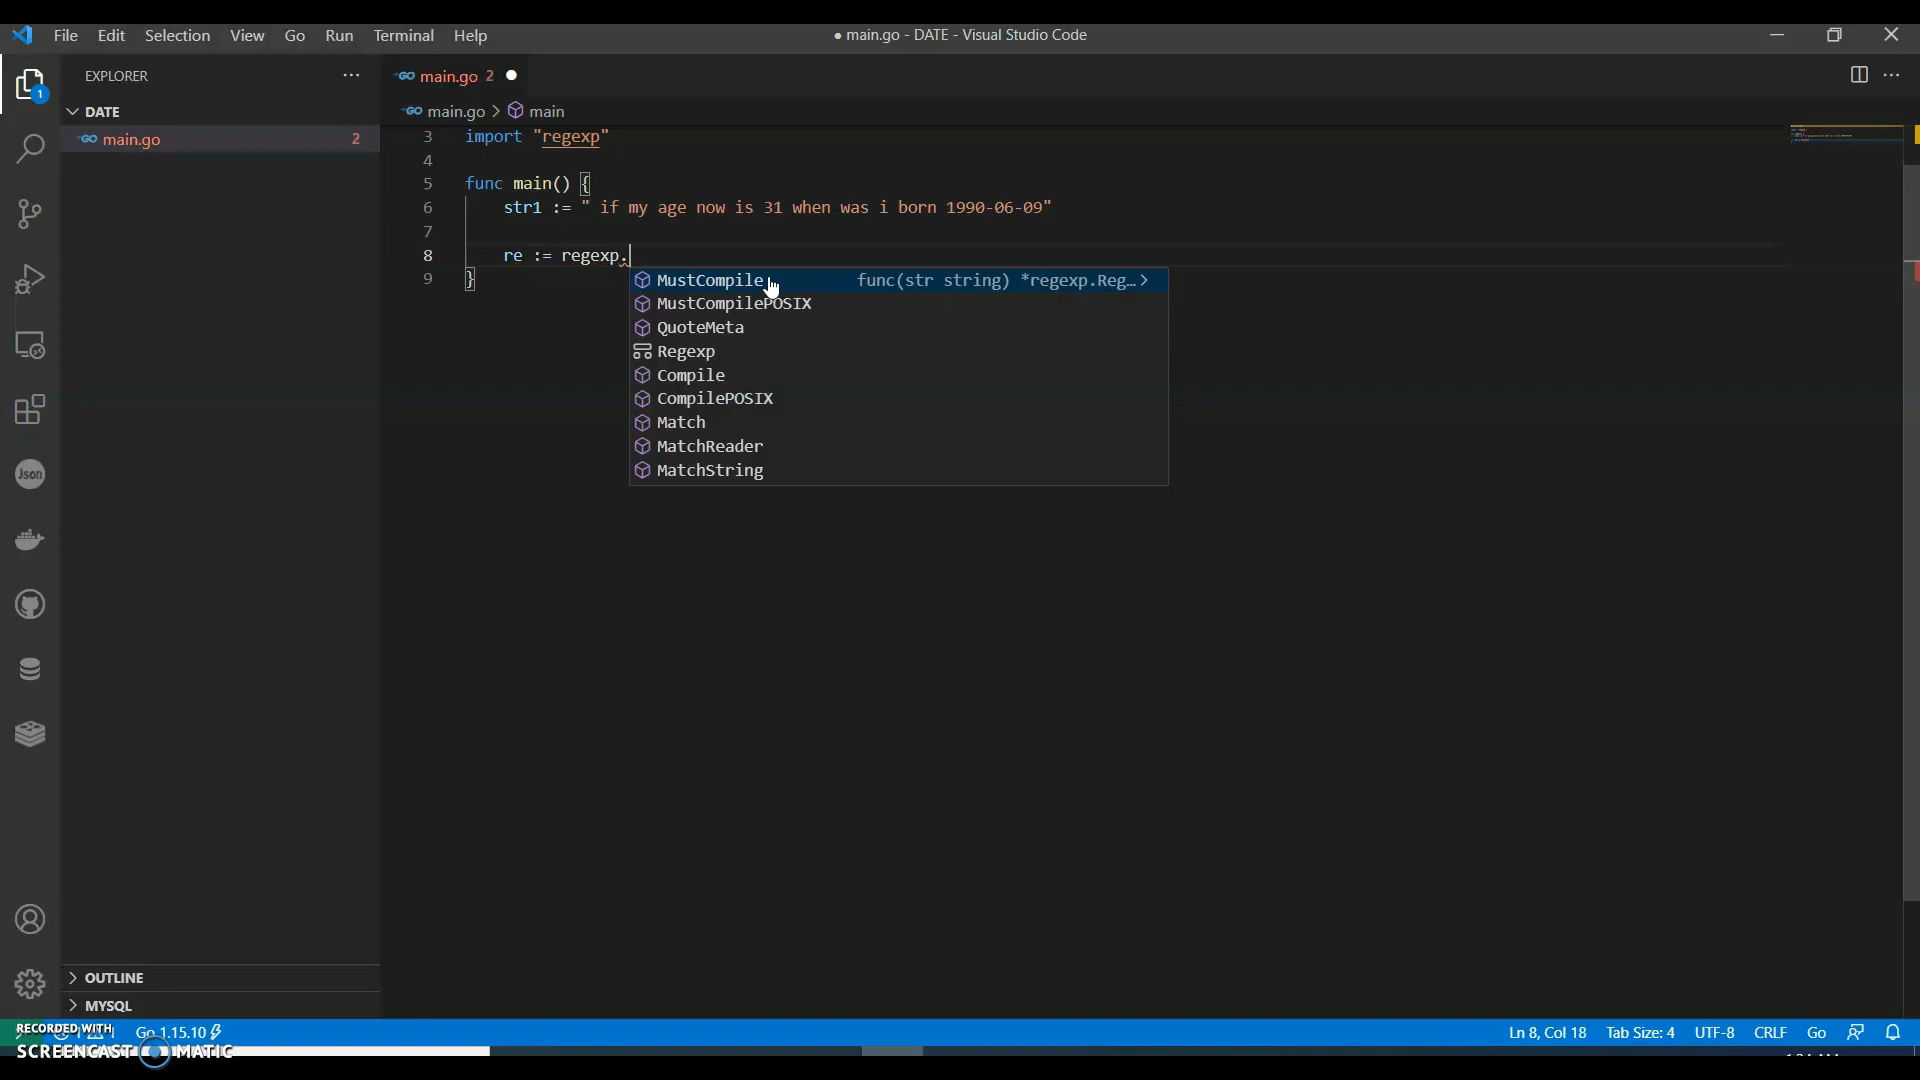 File Edit Selection View Go Run Terminal Help
● main.go - DATE - Visual Studio Code
EXPLORER
main.go 2
DATE
main.go > main
main.go 2
3 import "regexp"
4
5 func main() {
6 str1 := " if my age now is 31 when was i born 1990-06-09"
7
8 re := regexp.
9 }
MustCompile func(str string) *regexp.Reg…
MustCompilePOSIX
QuoteMeta
Regexp
Compile
CompilePOSIX
Match
MatchReader
MatchString
1
Json
OUTLINE
MYSQL
RECORDED WITH
SCREENCAST MATIC
Go 1.15.10
Ln 8, Col 18 Tab Size: 4 UTF-8 CRLF Go